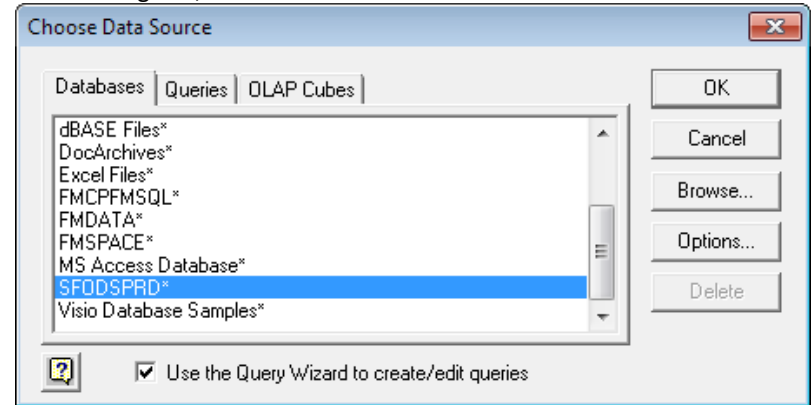 Choose Data Source
Databases Queries OLAP Cubes
OK
dBASE Files*
DocArchives*
Cancel
Excel Files*
FMCPFMSQL*
Browse...
FMDATA*
FMSPACE*
Options...
MS Access Database*
SFODSPRD*
Delete
Visio Database Samples*
Use the Query Wizard to create/edit queries